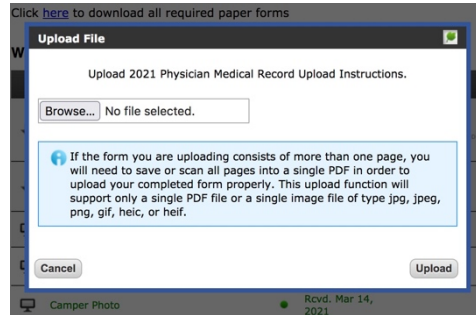 Click here to download all required paper forms
W
Upload File
Upload 2021 Physician Medical Record Upload Instructions.
Browse... No file selected.
If the form you are uploading consists of more than one page, you
will need to save or scan all pages into a single PDF in order to
upload your completed form properly. This upload function will
support only a single PDF file or a single image file of type jpg, jpeg,
png, gif, heic, or heif.
Cancel Upload
Camper Photo Rcvd. Mar 14,
2021